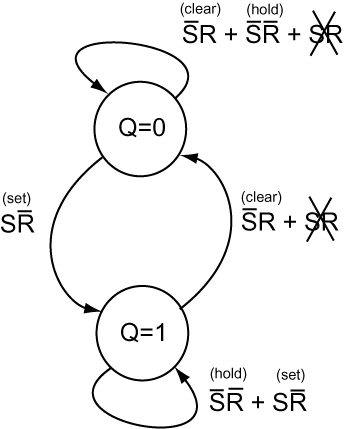 (clear) (hold)
S̅R + S̅R̅ + SR
Q=0
(set)
SR̅
(clear)
S̅R + SR
Q=1
(hold) (set)
S̅R̅ + SR̅